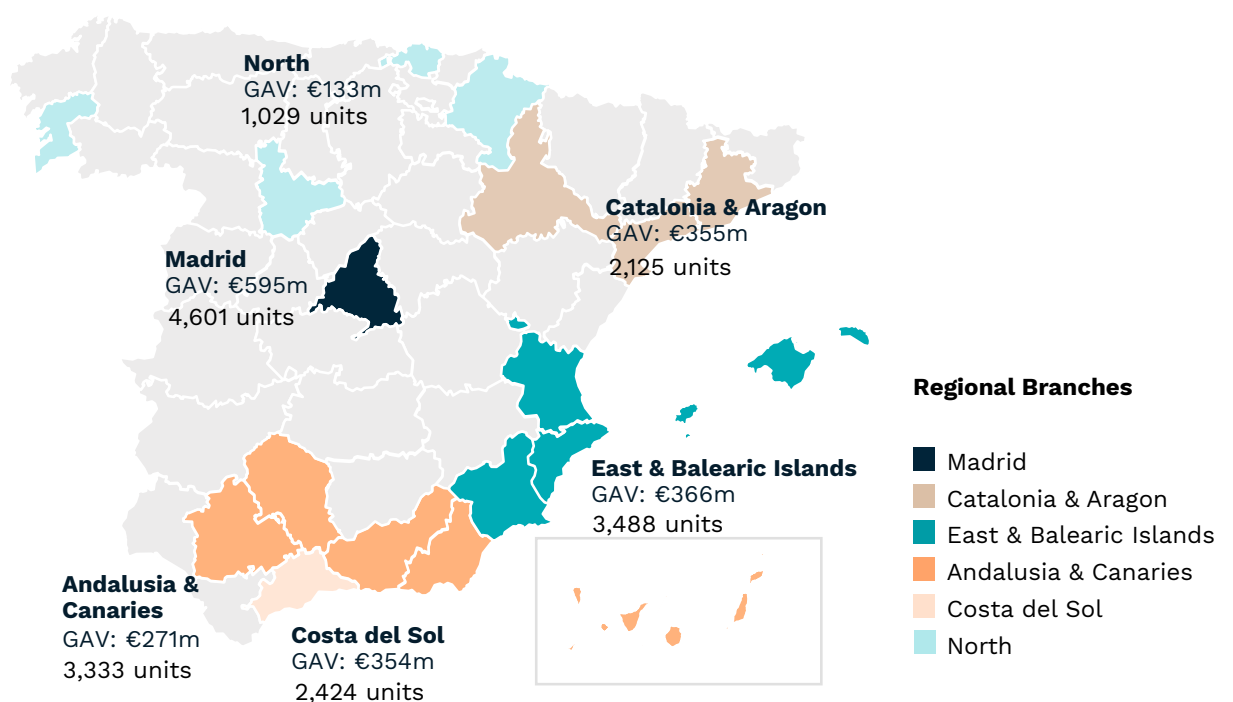 North
GAV: €133m
1,029 units
Catalonia & Aragon
GAV: €355m
2,125 units
Madrid
GAV: €595m
4,601 units
East & Balearic Islands
GAV: €366m
3,488 units
Andalusia &
Canaries
GAV: €271m
3,333 units
Costa del Sol
GAV: €354m
2,424 units
Regional Branches
Madrid
Catalonia & Aragon
East & Balearic Islands
Andalusia & Canaries
Costa del Sol
North